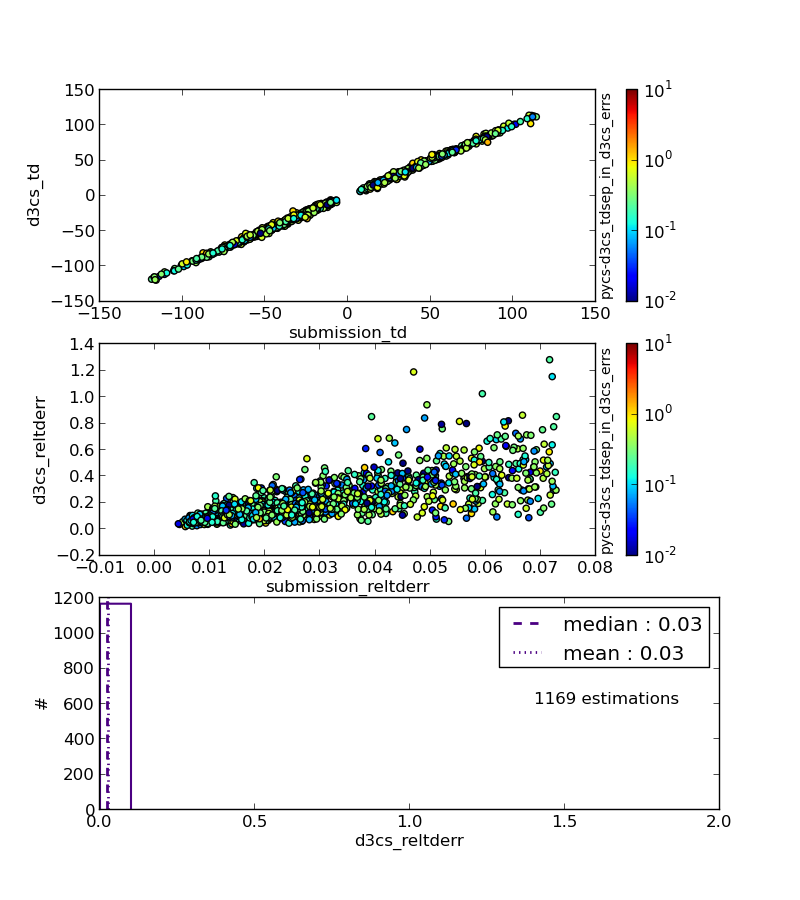 150
100
50
0
−50
−100
−150
d3cs_td
−150 −100 −50 0 50 100 150
submission_td
10^1
10^0
10^-1
10^-2
pycs-d3cs_tdsep_in_d3cs_errs
1.4
1.2
1.0
0.8
0.6
0.4
0.2
0.0
−0.2
d3cs_reltderr
−0.01 0.00 0.01 0.02 0.03 0.04 0.05 0.06 0.07 0.08
submission_reltderr
10^1
10^0
10^-1
10^-2
pycs-d3cs_tdsep_in_d3cs_errs
1200
1000
800
600
400
200
0
#
median : 0.03
mean : 0.03
1169 estimations
0.0 0.5 1.0 1.5 2.0
d3cs_reltderr